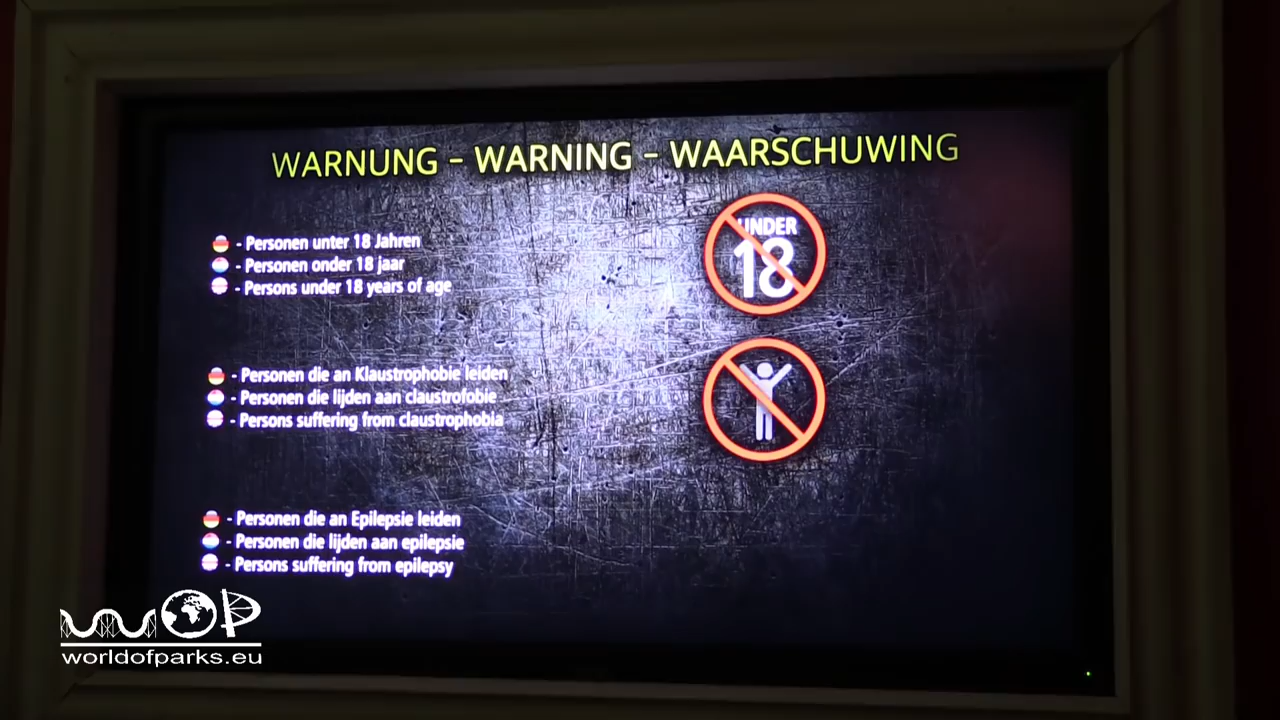 WARNUNG - WARNING - WAARSCHUWING
- Personen unter 18 Jahren
- Personen onder 18 jaar
- Persons under 18 years of age
UNDER
18
- Personen die an Klaustrophobie leiden
- Personen die lijden aan claustrofobie
- Persons suffering from claustrophobia
- Personen die an Epilepsie leiden
- Personen die lijden aan epilepsie
- Persons suffering from epilepsy
WOP
worldofparks.eu